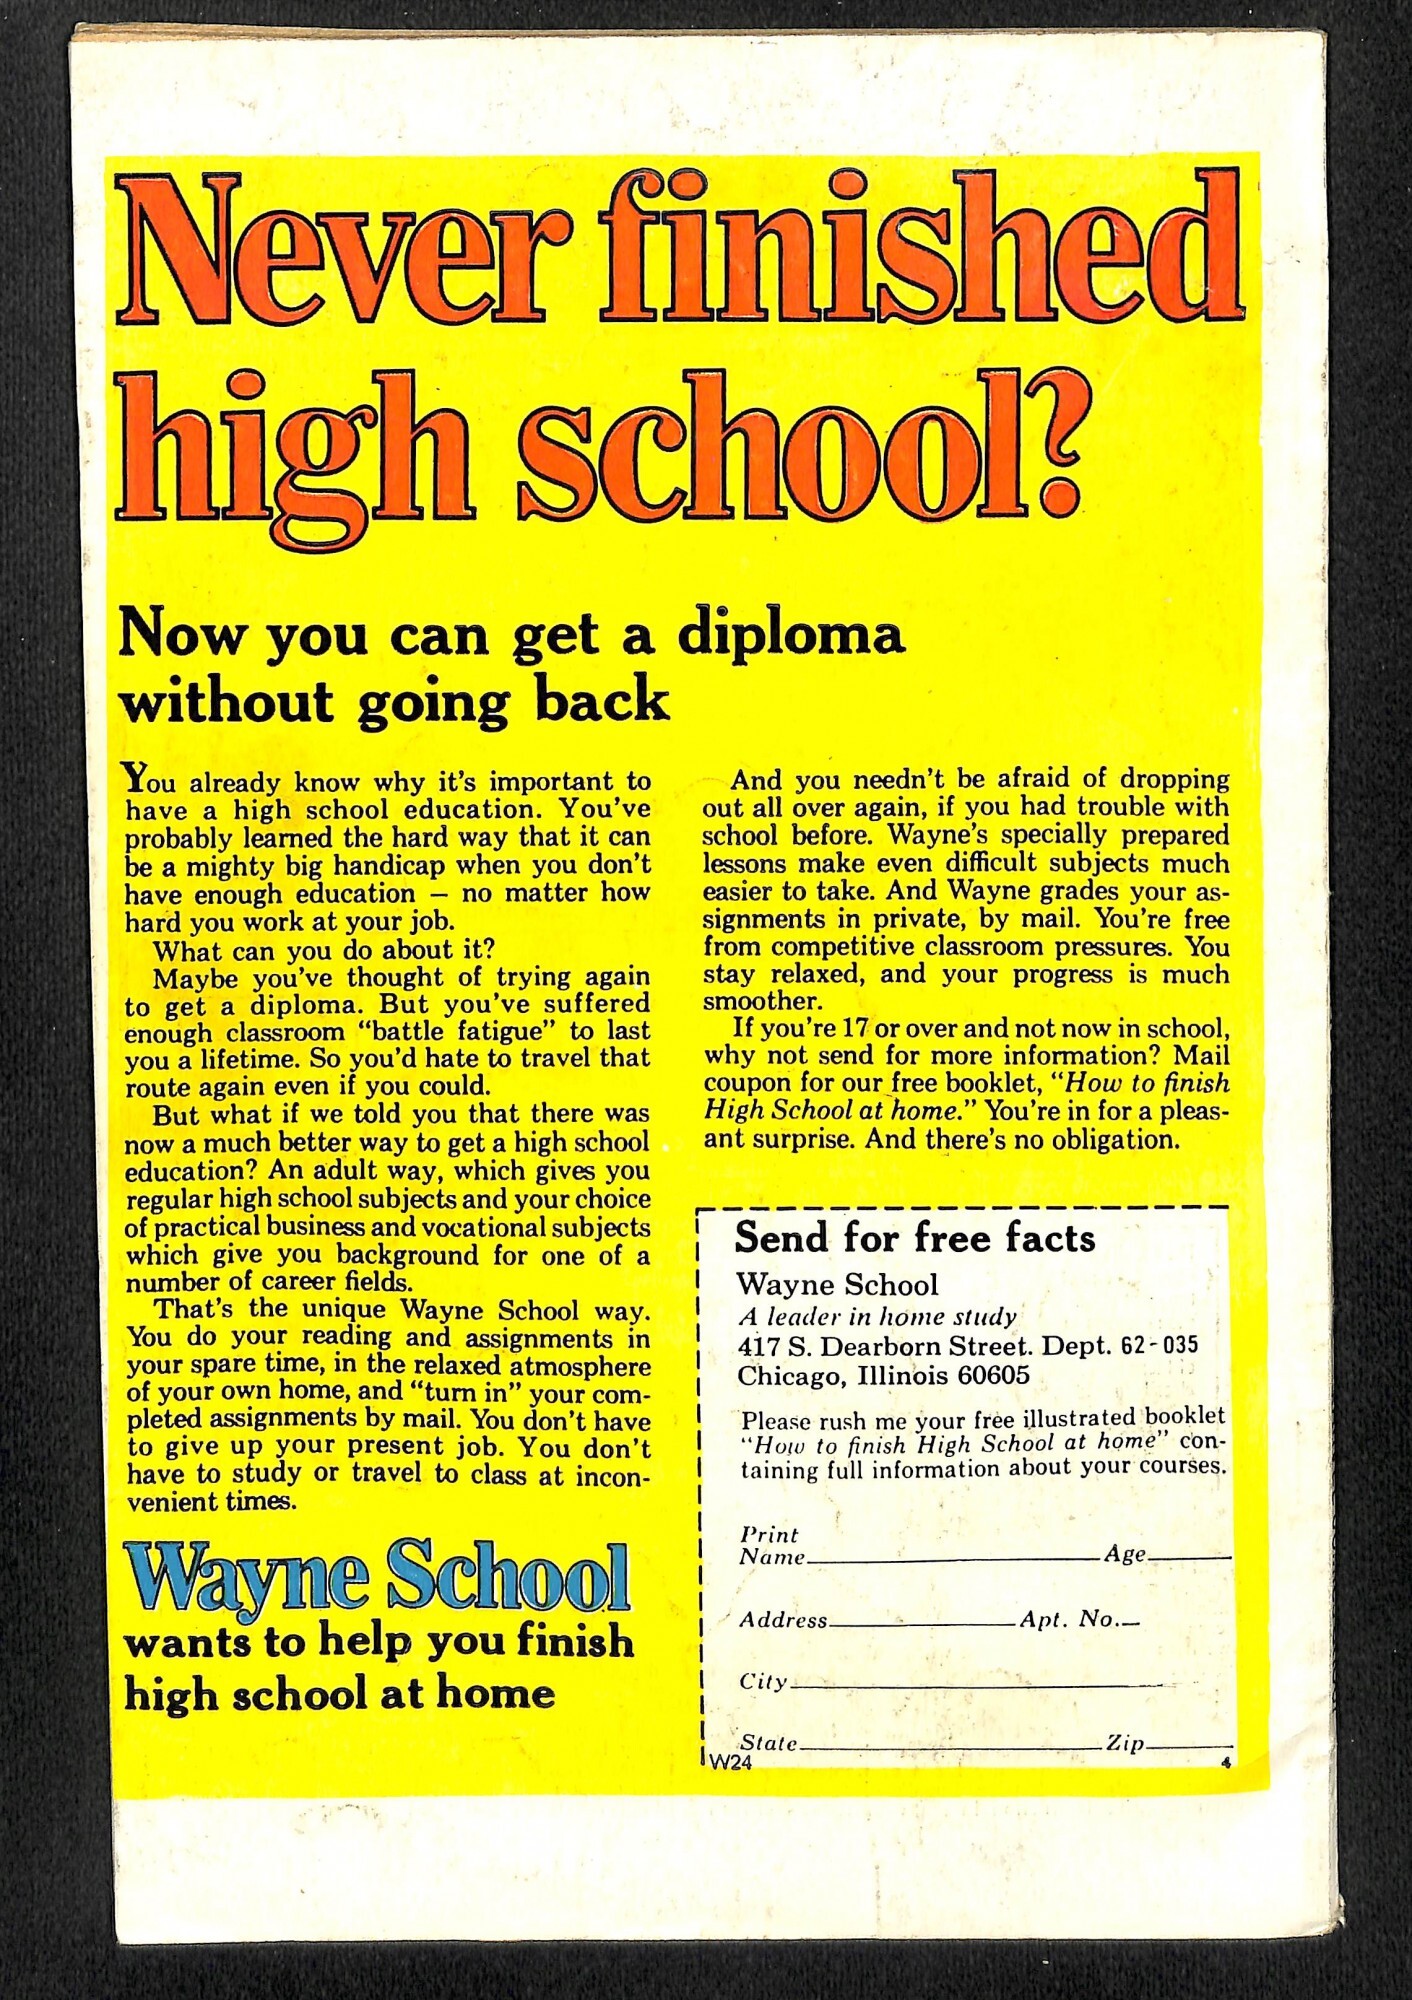 Never finished
high school?
Now you can get a diploma
without going back
You already know why it's important to
have a high school education. You've
probably learned the hard way that it can
be a mighty big handicap when you don't
have enough education — no matter how
hard you work at your job.
What can you do about it?
Maybe you've thought of trying again
to get a diploma. But you've suffered
enough classroom "battle fatigue" to last
you a lifetime. So you'd hate to travel that
route again even if you could.
But what if we told you that there was
now a much better way to get a high school
education? An adult way, which gives you
regular high school subjects and your choice
of practical business and vocational subjects
which give you background for one of a
number of career fields.
That's the unique Wayne School way.
You do your reading and assignments in
your spare time, in the relaxed atmosphere
of your own home, and "turn in" your com-
pleted assignments by mail. You don't have
to give up your present job. You don't
have to study or travel to class at incon-
venient times.
Wayne School
wants to help you finish
high school at home
And you needn't be afraid of dropping
out all over again, if you had trouble with
school before. Wayne's specially prepared
lessons make even difficult subjects much
easier to take. And Wayne grades your as-
signments in private, by mail. You're free
from competitive classroom pressures. You
stay relaxed, and your progress is much
smoother.
If you're 17 or over and not now in school,
why not send for more information? Mail
coupon for our free booklet, "How to finish
High School at home." You're in for a pleas-
ant surprise. And there's no obligation.
Send for free facts
Wayne School
A leader in home study
417 S. Dearborn Street. Dept. 62-035
Chicago, Illinois 60605
Please rush me your free illustrated booklet
"How to finish High School at home" con-
taining full information about your courses.
Print
Name Age
Address Apt. No.
City
State Zip
W24 4